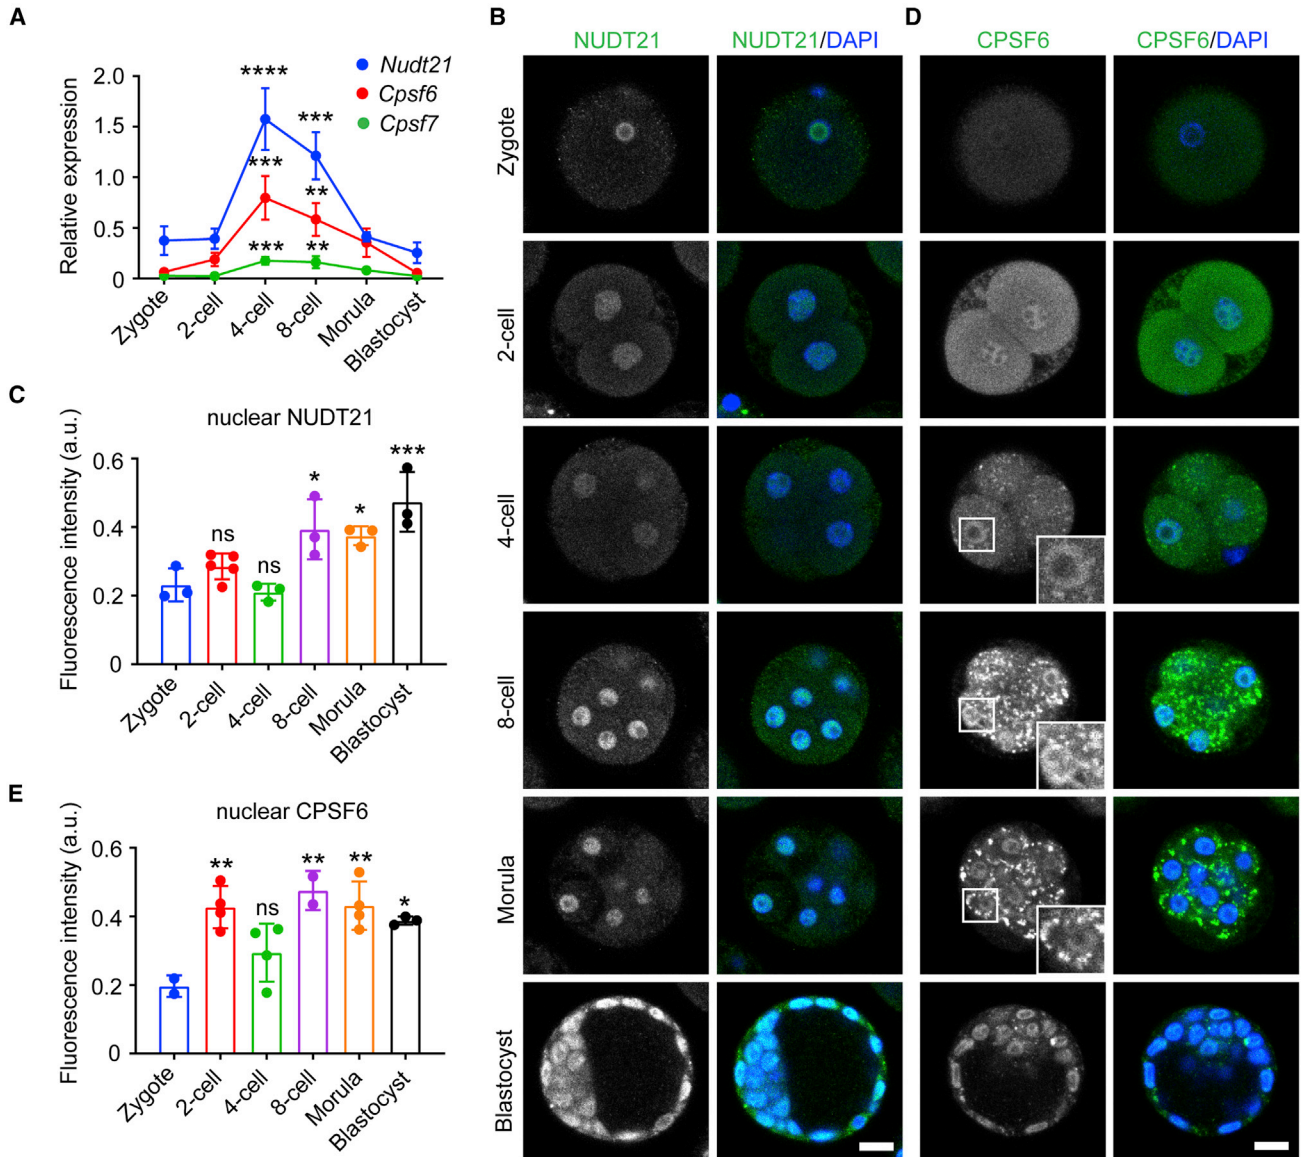 A
Relative expression
2.0
1.5
1.0
0.5
0
Nudt21
Cpsf6
Cpsf7
****
***
***
**
***
**
Zygote
2-cell
4-cell
8-cell
Morula
Blastocyst
C
nuclear NUDT21
Fluorescence intensity (a.u.)
0.6
0.4
0.2
0
ns
ns
*
*
***
Zygote
2-cell
4-cell
8-cell
Morula
Blastocyst
E
nuclear CPSF6
Fluorescence intensity (a.u.)
0.6
0.4
0.2
0
**
ns
**
**
*
Zygote
2-cell
4-cell
8-cell
Morula
Blastocyst
B
NUDT21
NUDT21/DAPI
Zygote
2-cell
4-cell
8-cell
Morula
Blastocyst
D
CPSF6
CPSF6/DAPI